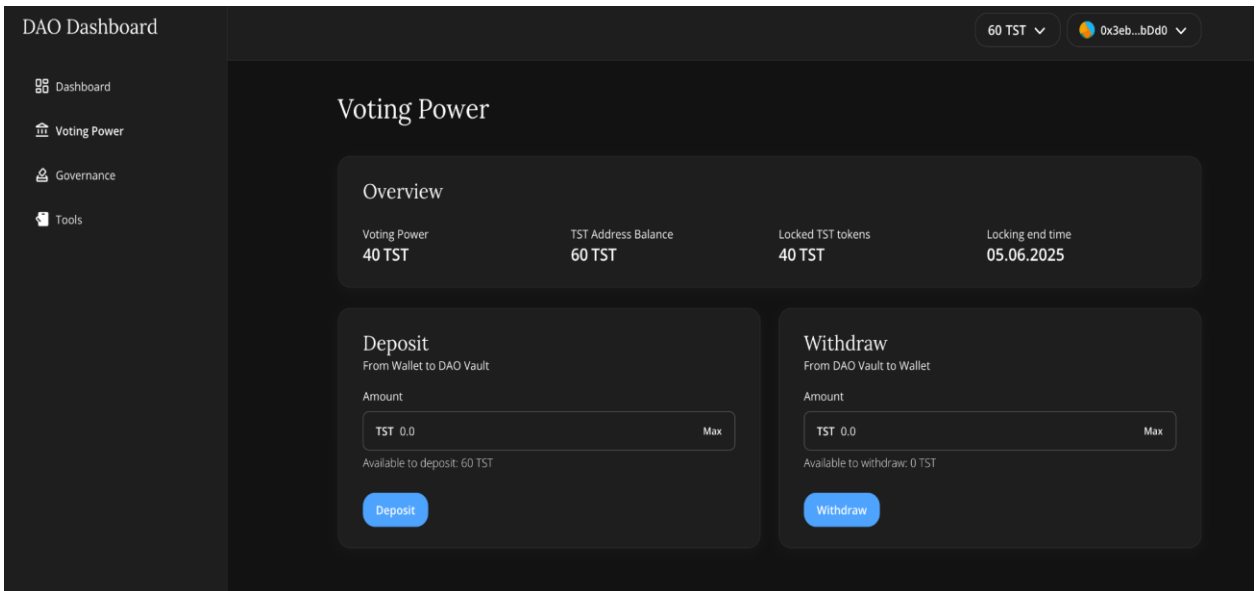 DAO Dashboard
60 TST
0x3eb...bDd0
Dashboard
Voting Power
Governance
Tools
Voting Power
Overview
Voting Power
40 TST
TST Address Balance
60 TST
Locked TST tokens
40 TST
Locking end time
05.06.2025
Deposit
From Wallet to DAO Vault
Amount
TST 0.0 Max
Available to deposit: 60 TST
Deposit
Withdraw
From DAO Vault to Wallet
Amount
TST 0.0 Max
Available to withdraw: 0 TST
Withdraw